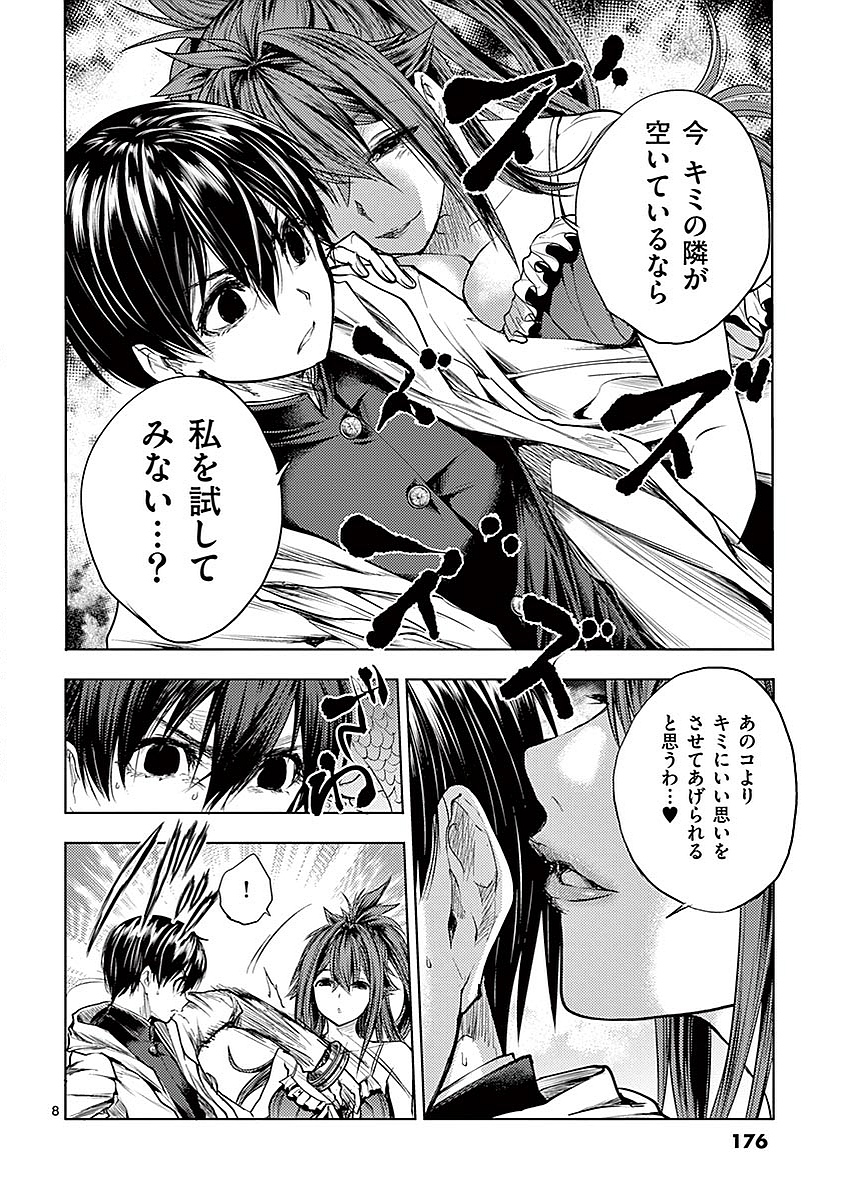 今 キミの隣が
空いているなら
ズ
ズ
ズ
ズ
ズ
ズ
私を試して
みない…?
あのコより
キミにいい思いを
させてあげられる
と思うわ…♥
ざわ
!
8
176